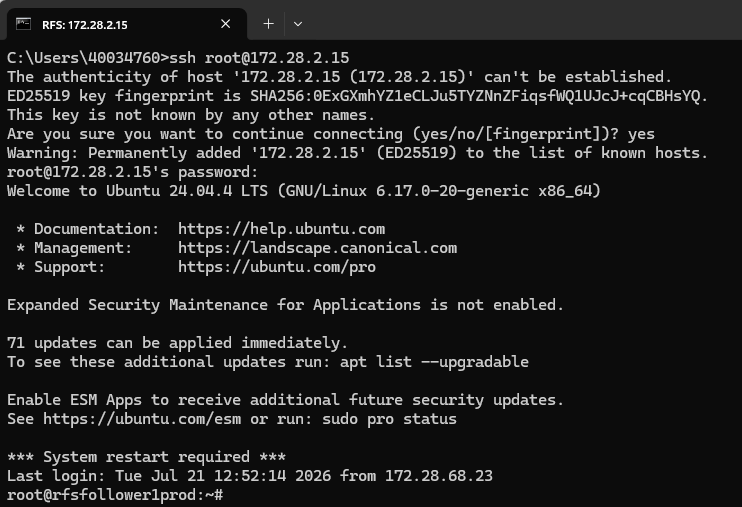 RFS: 172.28.2.15
C:\Users\40034760>ssh root@172.28.2.15
The authenticity of host '172.28.2.15 (172.28.2.15)' can't be established.
ED25519 key fingerprint is SHA256:0ExGXmhYZ1eCLJu5TYZNnZFiqsfWQ1UJcJ+cqCBHsYQ.
This key is not known by any other names.
Are you sure you want to continue connecting (yes/no/[fingerprint])? yes
Warning: Permanently added '172.28.2.15' (ED25519) to the list of known hosts.
root@172.28.2.15's password:
Welcome to Ubuntu 24.04.4 LTS (GNU/Linux 6.17.0-20-generic x86_64)

 * Documentation:  https://help.ubuntu.com
 * Management:     https://landscape.canonical.com
 * Support:        https://ubuntu.com/pro

Expanded Security Maintenance for Applications is not enabled.

71 updates can be applied immediately.
To see these additional updates run: apt list --upgradable

Enable ESM Apps to receive additional future security updates.
See https://ubuntu.com/esm or run: sudo pro status

*** System restart required ***
Last login: Tue Jul 21 12:52:14 2026 from 172.28.68.23
root@rfsfollower1prod:~#